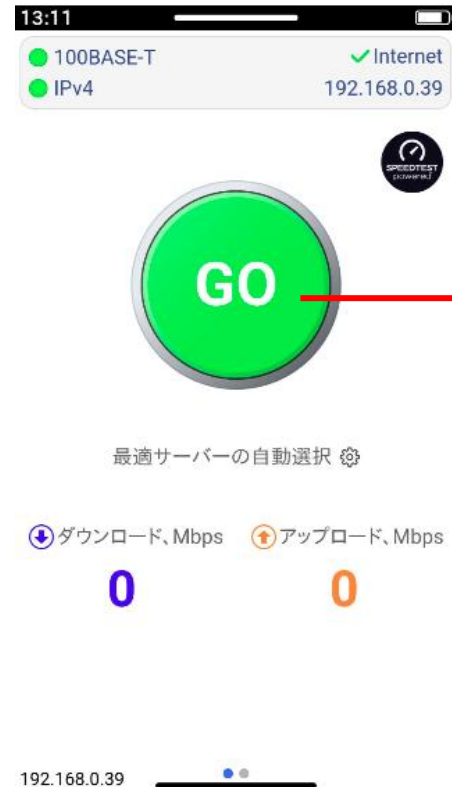 13:11
100BASE-T ✓Internet
IPv4 192.168.0.39
SPEEDTEST
powered
GO
最適サーバーの自動選択
ダウンロード、Mbps アップロード、Mbps
0 0
192.168.0.39